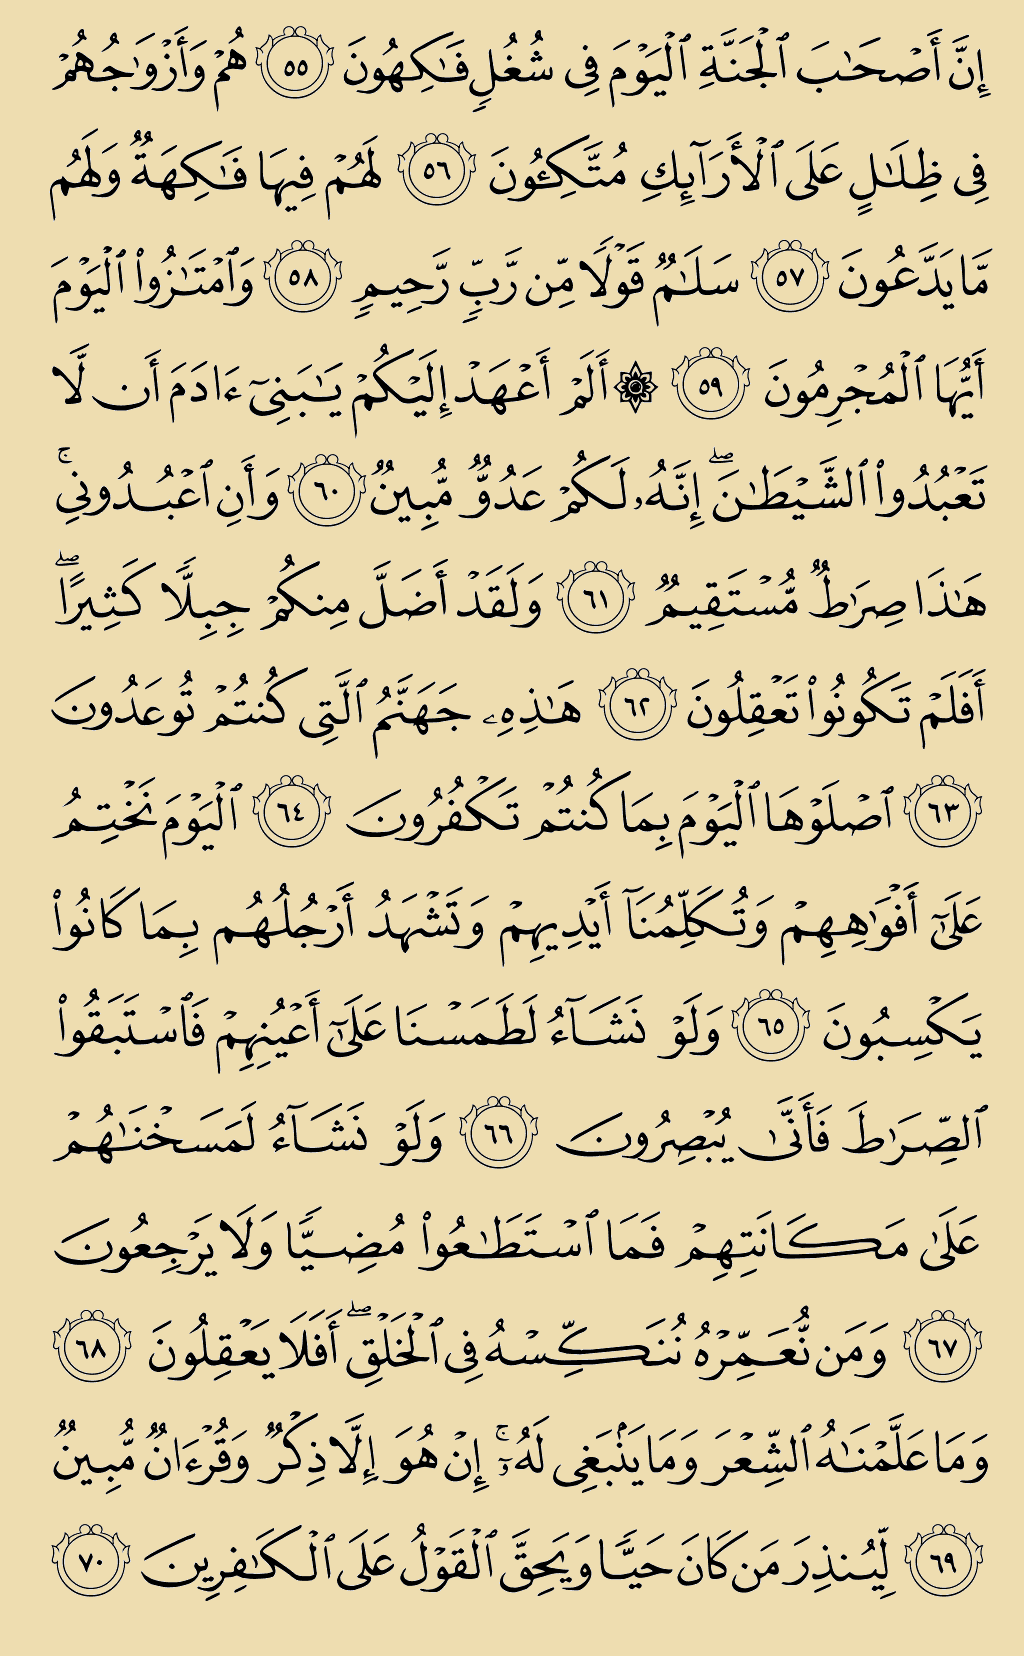 إِنَّ أَصْحَٰبَ ٱلْجَنَّةِ ٱلْيَوْمَ فِى شُغُلٍ فَٰكِهُونَ ٥٥ هُمْ وَأَزْوَٰجُهُمْ
فِى ظِلَٰلٍ عَلَى ٱلْأَرَآئِكِ مُتَّكِـُٔونَ ٥٦ لَهُمْ فِيهَا فَٰكِهَةٌ وَلَهُم
مَّا يَدَّعُونَ ٥٧ سَلَٰمٌ قَوْلًا مِّن رَّبٍّ رَّحِيمٍ ٥٨ وَٱمْتَٰزُوا۟ ٱلْيَوْمَ
أَيُّهَا ٱلْمُجْرِمُونَ ٥٩ ۞ أَلَمْ أَعْهَدْ إِلَيْكُمْ يَٰبَنِىٓ ءَادَمَ أَن لَّا
تَعْبُدُوا۟ ٱلشَّيْطَٰنَ ۖ إِنَّهُۥ لَكُمْ عَدُوٌّ مُّبِينٌ ٦٠ وَأَنِ ٱعْبُدُونِى ۚ
هَٰذَا صِرَٰطٌ مُّسْتَقِيمٌ ٦١ وَلَقَدْ أَضَلَّ مِنكُمْ جِبِلًّا كَثِيرًا ۖ
أَفَلَمْ تَكُونُوا۟ تَعْقِلُونَ ٦٢ هَٰذِهِۦ جَهَنَّمُ ٱلَّتِى كُنتُمْ تُوعَدُونَ
٦٣ ٱصْلَوْهَا ٱلْيَوْمَ بِمَا كُنتُمْ تَكْفُرُونَ ٦٤ ٱلْيَوْمَ نَخْتِمُ
عَلَىٰٓ أَفْوَٰهِهِمْ وَتُكَلِّمُنَآ أَيْدِيهِمْ وَتَشْهَدُ أَرْجُلُهُم بِمَا كَانُوا۟
يَكْسِبُونَ ٦٥ وَلَوْ نَشَآءُ لَطَمَسْنَا عَلَىٰٓ أَعْيُنِهِمْ فَٱسْتَبَقُوا۟
ٱلصِّرَٰطَ فَأَنَّىٰ يُبْصِرُونَ ٦٦ وَلَوْ نَشَآءُ لَمَسَخْنَٰهُمْ
عَلَىٰ مَكَانَتِهِمْ فَمَا ٱسْتَطَٰعُوا۟ مُضِيًّا وَلَا يَرْجِعُونَ
٦٧ وَمَن نُّعَمِّرْهُ نُنَكِّسْهُ فِى ٱلْخَلْقِ ۖ أَفَلَا يَعْقِلُونَ ٦٨
وَمَا عَلَّمْنَٰهُ ٱلشِّعْرَ وَمَا يَنۢبَغِى لَهُۥٓ ۚ إِنْ هُوَ إِلَّا ذِكْرٌ وَقُرْءَانٌ مُّبِينٌ
٦٩ لِّيُنذِرَ مَن كَانَ حَيًّا وَيَحِقَّ ٱلْقَوْلُ عَلَى ٱلْكَٰفِرِينَ ٧٠